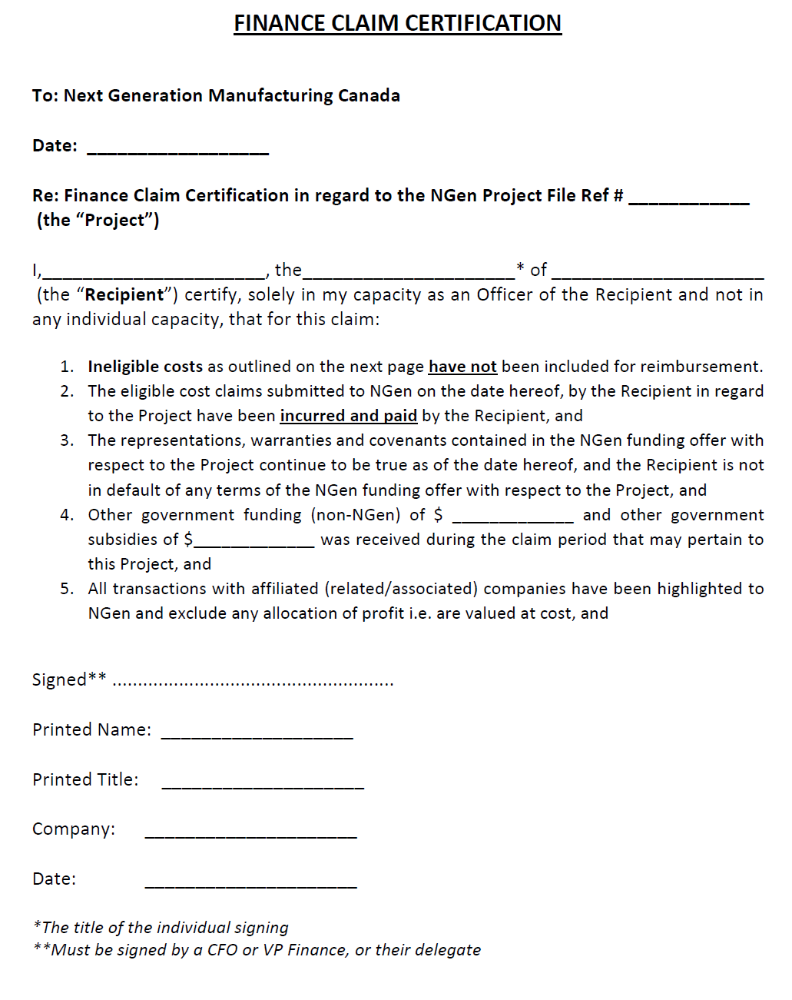 FINANCE CLAIM CERTIFICATION
To: Next Generation Manufacturing Canada
Date: __________________
Re: Finance Claim Certification in regard to the NGen Project File Ref # ____________
(the “Project”)
I,______________________, the_____________________* of _____________________
(the “Recipient”) certify, solely in my capacity as an Officer of the Recipient and not in
any individual capacity, that for this claim:
1. Ineligible costs as outlined on the next page have not been included for reimbursement.
2. The eligible cost claims submitted to NGen on the date hereof, by the Recipient in regard
to the Project have been incurred and paid by the Recipient, and
3. The representations, warranties and covenants contained in the NGen funding offer with
respect to the Project continue to be true as of the date hereof, and the Recipient is not
in default of any terms of the NGen funding offer with respect to the Project, and
4. Other government funding (non-NGen) of $ _____________ and other government
subsidies of $_____________ was received during the claim period that may pertain to
this Project, and
5. All transactions with affiliated (related/associated) companies have been highlighted to
NGen and exclude any allocation of profit i.e. are valued at cost, and
Signed** .......................................................
Printed Name: ___________________
Printed Title: ____________________
Company: _____________________
Date: _____________________
*The title of the individual signing
**Must be signed by a CFO or VP Finance, or their delegate